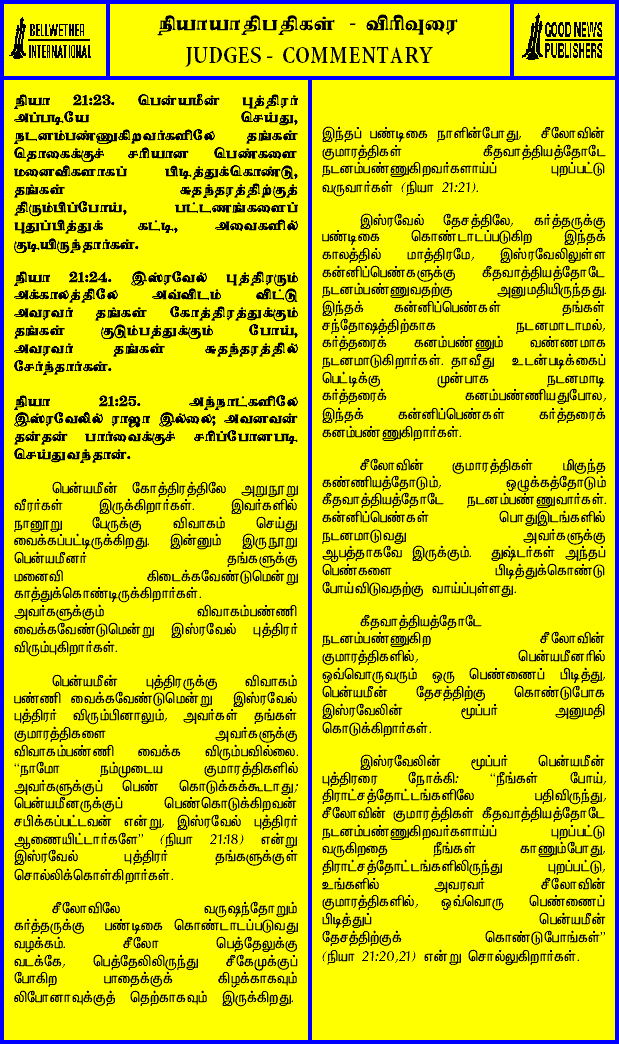 BELLWETHER
INTERNATIONAL
நியாயாதிபதிகள் - விரிவுரை
JUDGES - COMMENTARY
GOOD NEWS
PUBLISHERS
நியா 21:23. பென்யமீன் புத்திரர்
அப்படியே செய்து,
நடனம்பண்ணுகிறவர்களிலே தங்கள்
தொகைக்குச் சரியான பெண்களை
மனைவிகளாகப் பிடித்துக்கொண்டு,
தங்கள் சுதந்தரத்திற்குத்
திரும்பிப்போய், பட்டணங்களைப்
புதுப்பித்துக் கட்டி, அவைகளில்
குடியிருந்தார்கள்.
நியா 21:24. இஸ்ரவேல் புத்திரரும்
அக்காலத்திலே அவ்விடம் விட்டு
அவரவர் தங்கள் கோத்திரத்துக்கும்
தங்கள் குடும்பத்துக்கும் போய்,
அவரவர் தங்கள் சுதந்தரத்தில்
சேர்ந்தார்கள்.
நியா 21:25. அந்நாட்களிலே
இஸ்ரவேலில் ராஜா இல்லை; அவனவன்
தன்தன் பார்வைக்குச் சரிப்போனபடி
செய்துவந்தான்.
பென்யமீன் கோத்திரத்திலே அறுநூறு
வீரர்கள் இருக்கிறார்கள். இவர்களில்
நானூறு பேருக்கு விவாகம் செய்து
வைக்கப்பட்டிருக்கிறது. இன்னும் இருநூறு
பென்யமீனர் தங்களுக்கு
மனைவி கிடைக்கவேண்டுமென்று
காத்துக்கொண்டிருக்கிறார்கள்.
அவர்களுக்கும் விவாகம்பண்ணி
வைக்கவேண்டுமென்று இஸ்ரவேல் புத்திரர்
விரும்புகிறார்கள்.
பென்யமீன் புத்திரருக்கு விவாகம்
பண்ணி வைக்கவேண்டுமென்று இஸ்ரவேல்
புத்திரர் விரும்பினாலும், அவர்கள் தங்கள்
குமாரத்திகளை அவர்களுக்கு
விவாகம்பண்ணி வைக்க விரும்பவில்லை.
“நாமோ நம்முடைய குமாரத்திகளில்
அவர்களுக்குப் பெண் கொடுக்கக்கூடாது;
பென்யமீனருக்குப் பெண்கொடுக்கிறவன்
சபிக்கப்பட்டவன் என்று, இஸ்ரவேல் புத்திரர்
ஆணையிட்டார்களே” (நியா 21:18) என்று
இஸ்ரவேல் புத்திரர் தங்களுக்குள்
சொல்லிக்கொள்கிறார்கள்.
சீலோவிலே வருஷந்தோறும்
கர்த்தருக்கு பண்டிகை கொண்டாடப்படுவது
வழக்கம். சீலோ பெத்தேலுக்கு
வடக்கே, பெத்தேலிலிருந்து சீகேமுக்குப்
போகிற பாதைக்குக் கிழக்காகவும்
லிபோனாவுக்குத் தெற்காகவும் இருக்கிறது.
இந்தப் பண்டிகை நாளின்போது, சீலோவின்
குமாரத்திகள் கீதவாத்தியத்தோடே
நடனம்பண்ணுகிறவர்களாய்ப் புறப்பட்டு
வருவார்கள் (நியா 21:21).
இஸ்ரவேல் தேசத்திலே, கர்த்தருக்கு
பண்டிகை கொண்டாடப்படுகிற இந்தக்
காலத்தில் மாத்திரமே, இஸ்ரவேலிலுள்ள
கன்னிப்பெண்களுக்கு கீதவாத்தியத்தோடே
நடனம்பண்ணுவதற்கு அனுமதியிருந்தது.
இந்தக் கன்னிப்பெண்கள் தங்கள்
சந்தோஷத்திற்காக நடனமாடாமல்,
கர்த்தரைக் கனம்பண்ணும் வண்ணமாக
நடனமாடுகிறார்கள். தாவீது உடன்படிக்கைப்
பெட்டிக்கு முன்பாக நடனமாடி
கர்த்தரைக் கனம்பண்ணியதுபோல,
இந்தக் கன்னிப்பெண்கள் கர்த்தரைக்
கனம்பண்ணுகிறார்கள்.
சீலோவின் குமாரத்திகள் மிகுந்த
கண்ணியத்தோடும், ஒழுக்கத்தோடும்
கீதவாத்தியத்தோடே நடனம்பண்ணுவார்கள்.
கன்னிப்பெண்கள் பொதுஇடங்களில்
நடனமாடுவது அவர்களுக்கு
ஆபத்தாகவே இருக்கும். துஷ்டர்கள் அந்தப்
பெண்களை பிடித்துக்கொண்டு
போய்விடுவதற்கு வாய்ப்புள்ளது.
கீதவாத்தியத்தோடே
நடனம்பண்ணுகிற சீலோவின்
குமாரத்திகளில், பென்யமீனரில்
ஒவ்வொருவரும் ஒரு பெண்ணைப் பிடித்து,
பென்யமீன் தேசத்திற்கு கொண்டுபோக
இஸ்ரவேலின் மூப்பர் அனுமதி
கொடுக்கிறார்கள்.
இஸ்ரவேலின் மூப்பர் பென்யமீன்
புத்திரரை நோக்கி: “நீங்கள் போய்,
திராட்சத்தோட்டங்களிலே பதிவிருந்து,
சீலோவின் குமாரத்திகள் கீதவாத்தியத்தோடே
நடனம்பண்ணுகிறவர்களாய்ப் புறப்பட்டு
வருகிறதை நீங்கள் காணும்போது,
திராட்சத்தோட்டங்களிலிருந்து புறப்பட்டு,
உங்களில் அவரவர் சீலோவின்
குமாரத்திகளில், ஒவ்வொரு பெண்ணைப்
பிடித்துப் பென்யமீன்
தேசத்திற்குக் கொண்டுபோங்கள்”
(நியா 21:20,21) என்று சொல்லுகிறார்கள்.